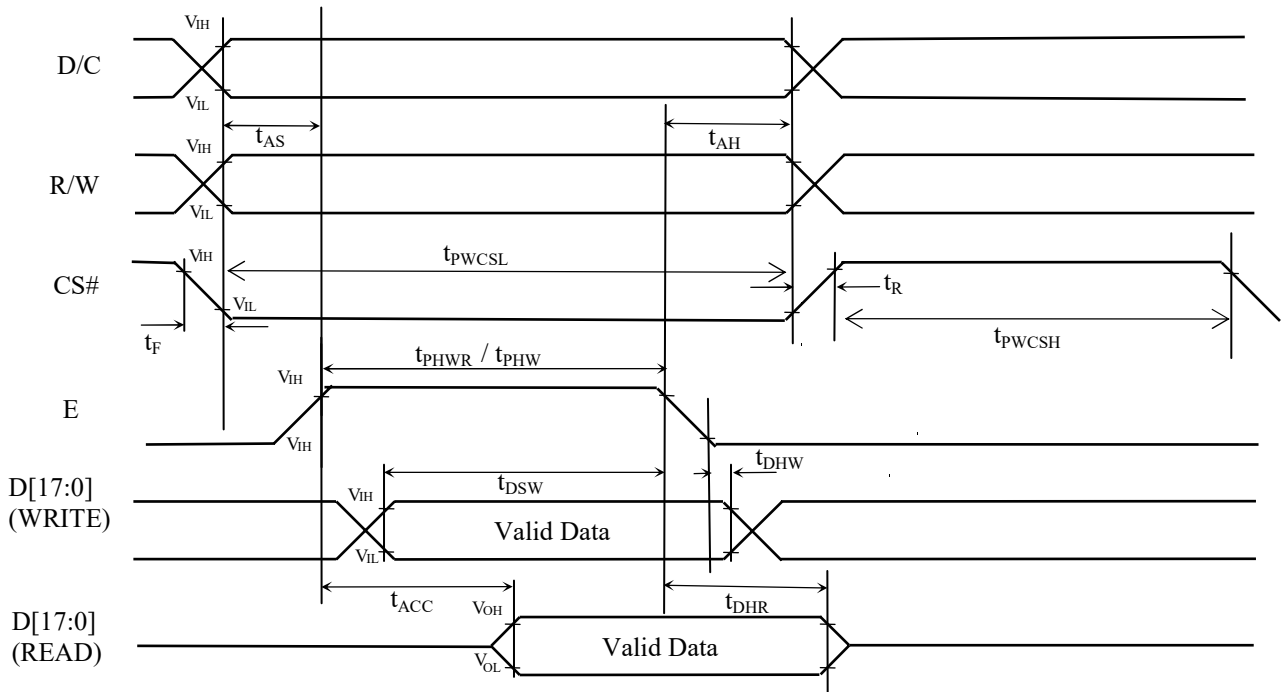 VIH
D/C
VIL
tAS
tAH
VIH
R/W
VIL
VIH
tPWCSL
CS#
VIL
tR
tF
tPWCSH
tPHWR / tPHW
VIH
E
VIH
tDHW
D[17:0]
(WRITE)
VIH
tDSW
Valid Data
VIL
tACC
tDHR
D[17:0]
(READ)
VOH
Valid Data
VOL